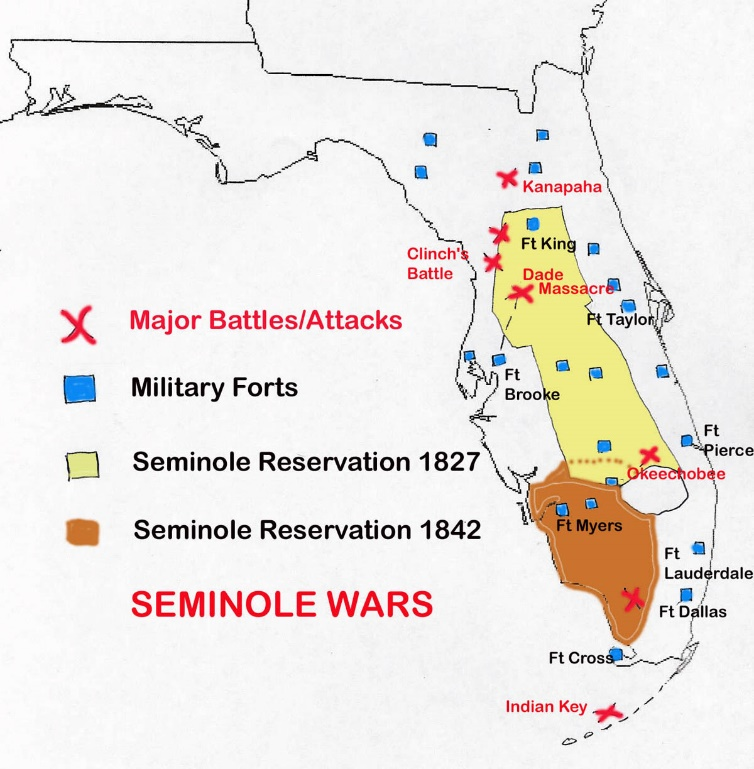 Kanapaha
Ft King
Clinch's
Battle
Dade
Massacre
Major Battles/Attacks
Ft Taylor
Military Forts
Ft
Brooke
Ft
Pierce
Seminole Reservation 1827
Okeechobee
Seminole Reservation 1842
Ft Myers
Ft
Lauderdale
SEMINOLE WARS
Ft Dallas
Ft Cross
Indian Key